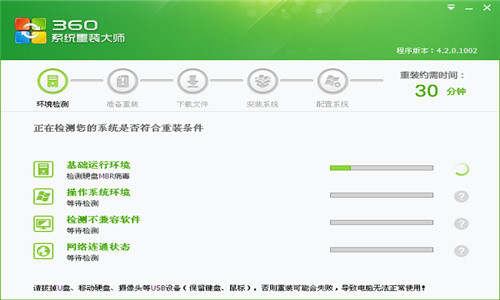 360
系统重装大师
程序版本：4.2.0.1002
环境检测
准备重装
下载文件
安装系统
配置系统
重装约需时间：
30 分钟
正在检测您的系统是否符合重装条件
基础运行环境
检测硬盘MBR病毒
操作系统环境
等待检测
检测不兼容软件
等待检测
网络连通状态
等待检测
请拔掉U盘、移动硬盘、摄像头等USB设备（保留键盘、鼠标），否则重装可能会失败，导致电脑无法正常使用！